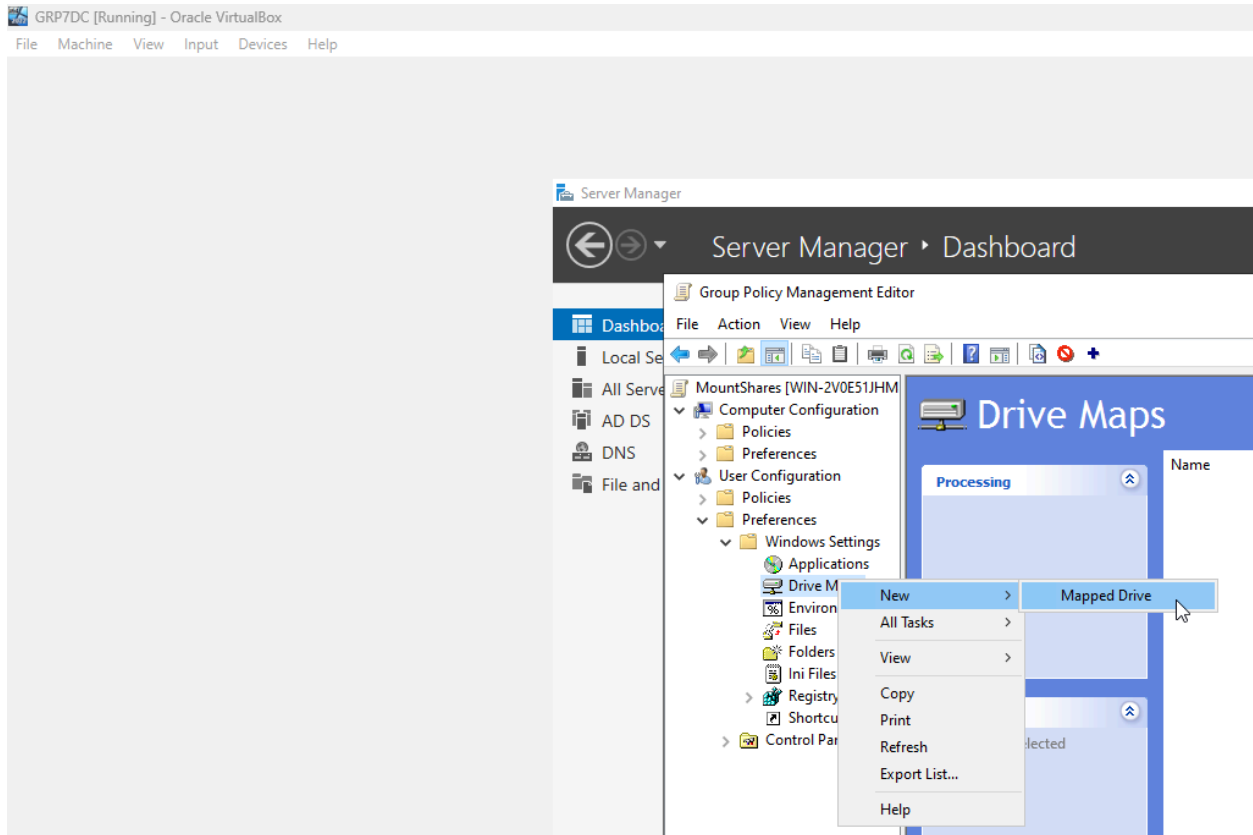 GRP7DC [Running] - Oracle VirtualBox
File Machine View Input Devices Help
Server Manager
Server Manager ‣ Dashboard
Dashboa
Local Se
All Serve
AD DS
DNS
File and
Group Policy Management Editor
File Action View Help
MountShares [WIN-2V0E51JHM
Computer Configuration
Policies
Preferences
User Configuration
Policies
Preferences
Windows Settings
Applications
Drive M
Environ
Files
Folders
Ini Files
Registry
Shortcu
Control Par
Drive Maps
Processing
Name
New
All Tasks
View
Copy
Print
Refresh
Export List...
Help
Mapped Drive
lected